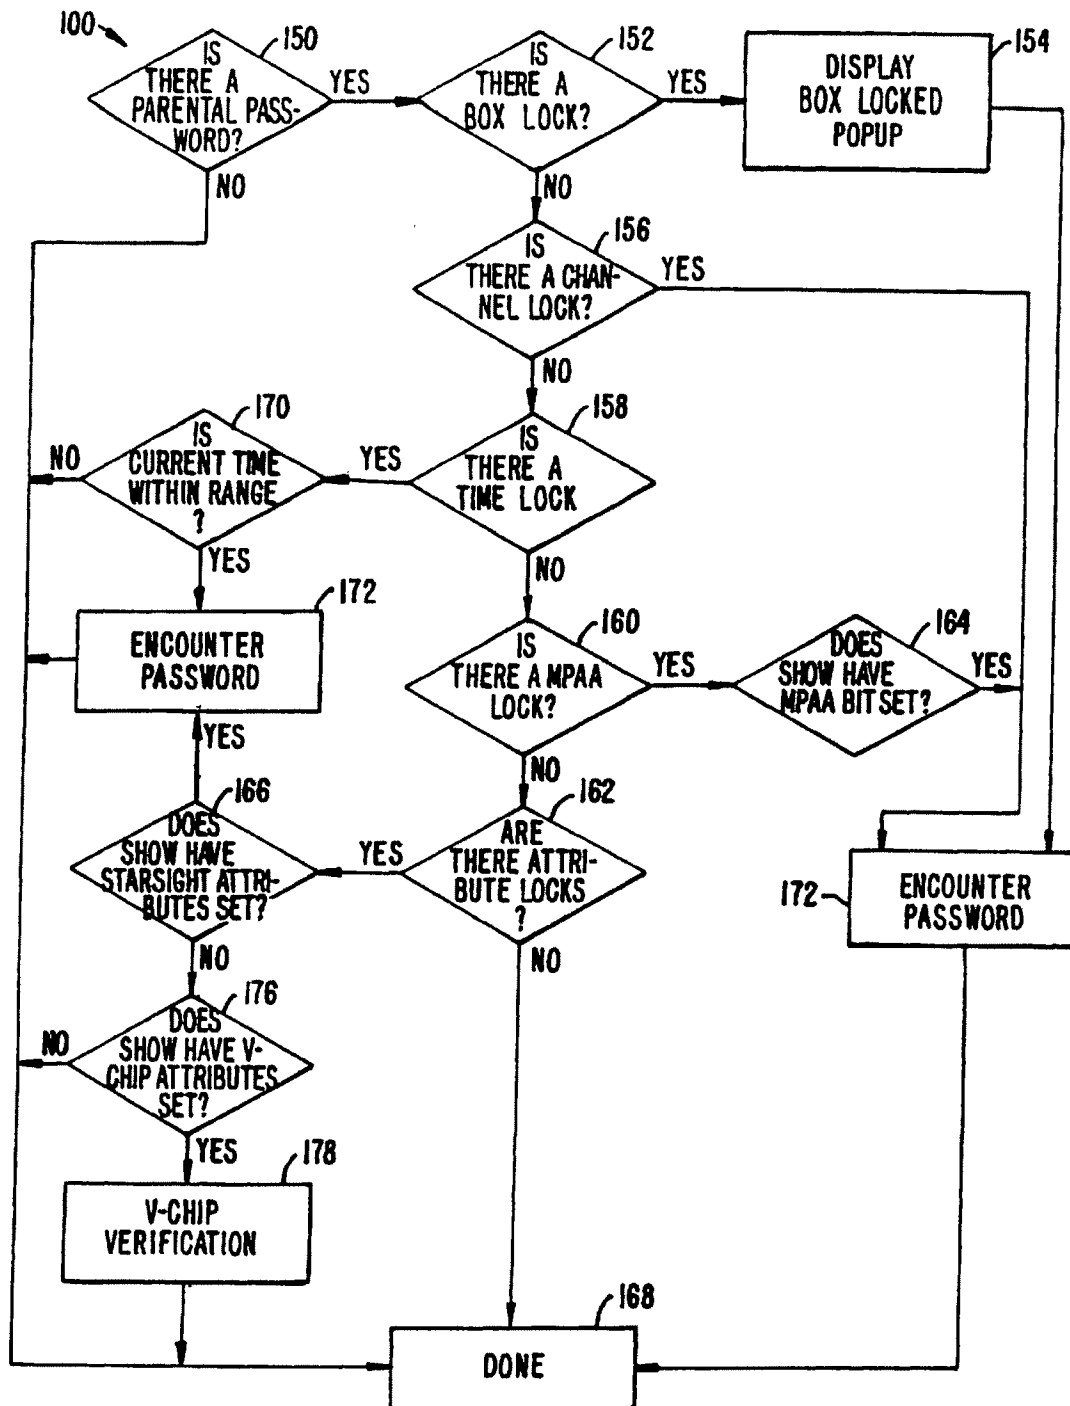 100
150
IS
THERE A
PARENTAL PASS-
WORD?
YES
NO
152
IS
THERE A
BOX LOCK?
YES
NO
154
DISPLAY
BOX LOCKED
POPUP
156
IS
THERE A CHAN-
NEL LOCK?
YES
NO
158
IS
THERE A
TIME LOCK
YES
NO
170
IS
CURRENT TIME
WITHIN RANGE
?
NO
YES
172
ENCOUNTER
PASSWORD
160
IS
THERE A MPAA
LOCK?
YES
NO
164
DOES
SHOW HAVE
MPAA BIT SET?
YES
YES
166
DOES
SHOW HAVE
STARSIGHT ATTRI-
BUTES SET?
NO
162
ARE
THERE ATTRI-
BUTE LOCKS
?
YES
NO
172
ENCOUNTER
PASSWORD
176
DOES
SHOW HAVE V-
CHIP ATTRIBUTES
SET?
NO
YES
178
V-CHIP
VERIFICATION
168
DONE